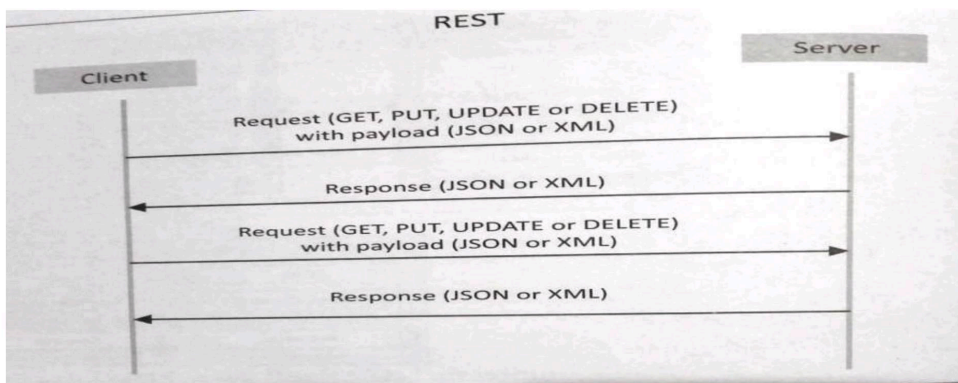 REST
Client
Server
Request (GET, PUT, UPDATE or DELETE)
with payload (JSON or XML)
Response (JSON or XML)
Request (GET, PUT, UPDATE or DELETE)
with payload (JSON or XML)
Response (JSON or XML)